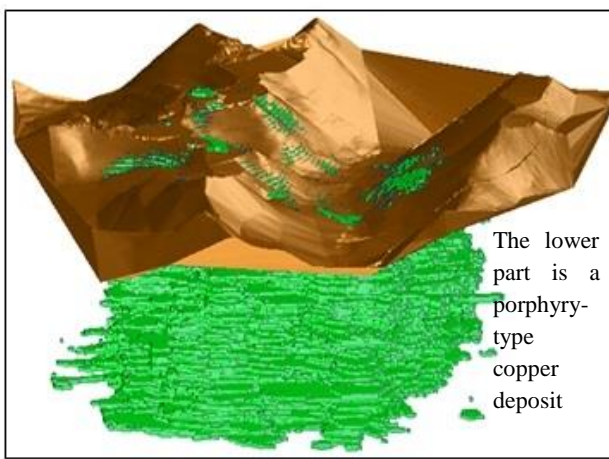 The lower
part is a
porphyry-
type
copper
deposit